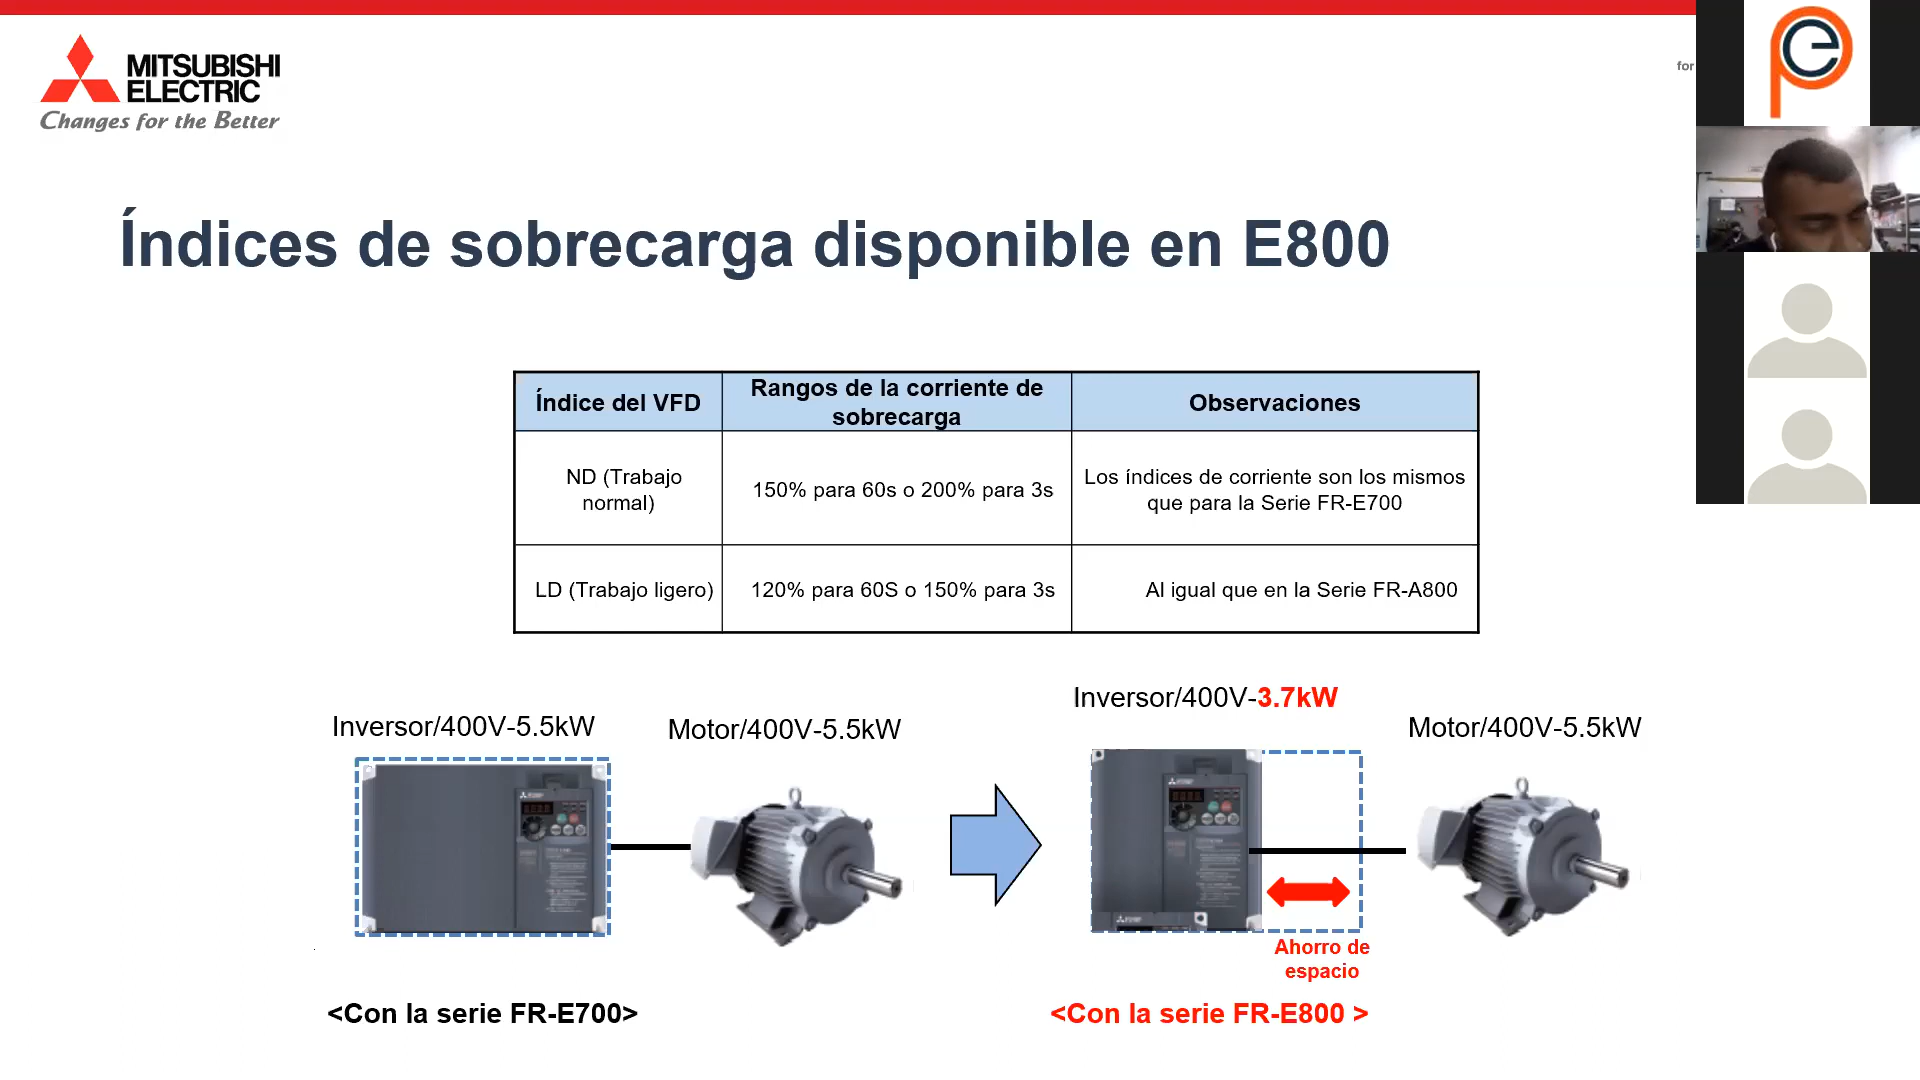 MITSUBISHI
ELECTRIC
Changes for the Better
for
Índices de sobrecarga disponible en E800
Índice del VFD
Rangos de la corriente de
sobrecarga
Observaciones
ND (Trabajo
normal)
150% para 60s o 200% para 3s
Los índices de corriente son los mismos
que para la Serie FR-E700
LD (Trabajo ligero)
120% para 60S o 150% para 3s
Al igual que en la Serie FR-A800
Inversor/400V-5.5kW
Motor/400V-5.5kW
Inversor/400V-3.7kW
Motor/400V-5.5kW
Ahorro de
espacio
<Con la serie FR-E700>
<Con la serie FR-E800 >